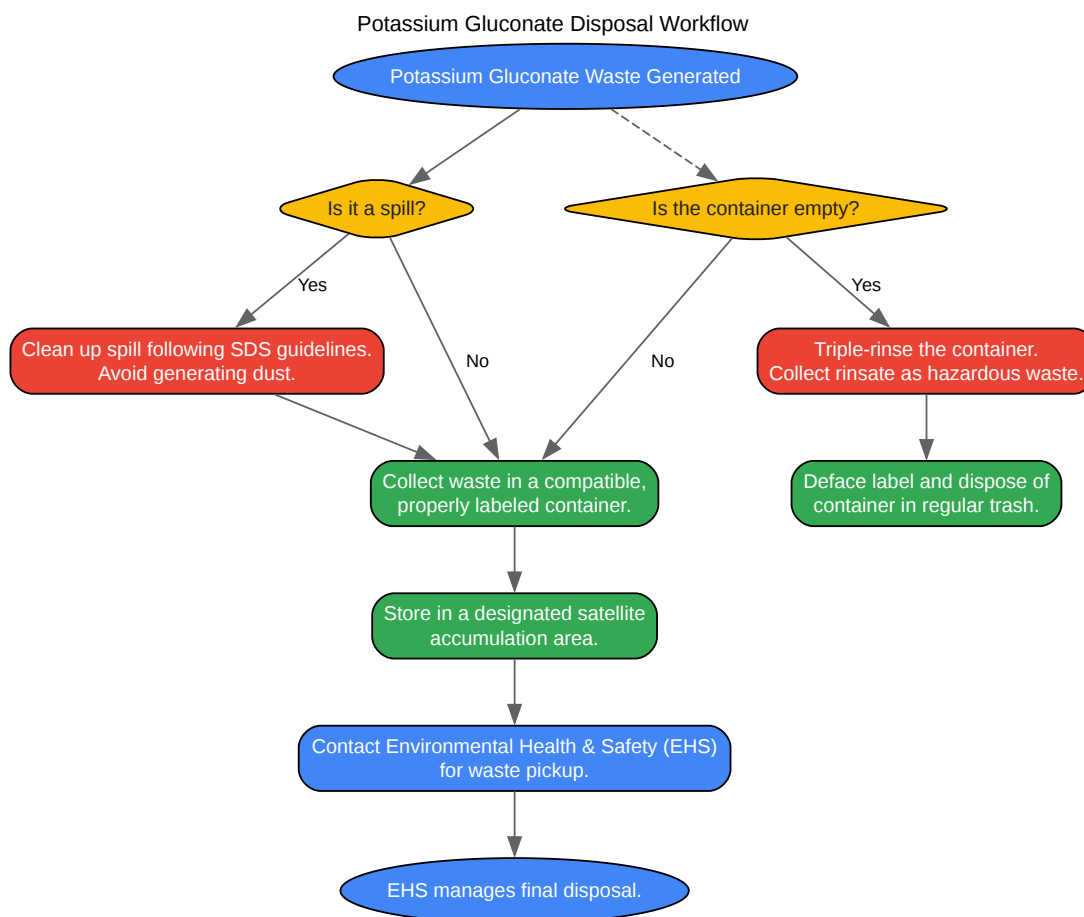 Potassium Gluconate Disposal Workflow
Potassium Gluconate Waste Generated
Is it a spill?
Is the container empty?
Yes
Yes
Clean up spill following SDS guidelines.
Avoid generating dust.
No
No
Triple-rinse the container.
Collect rinsate as hazardous waste.
Collect waste in a compatible,
properly labeled container.
Deface label and dispose of
container in regular trash.
Store in a designated satellite
accumulation area.
Contact Environmental Health & Safety (EHS)
for waste pickup.
EHS manages final disposal.